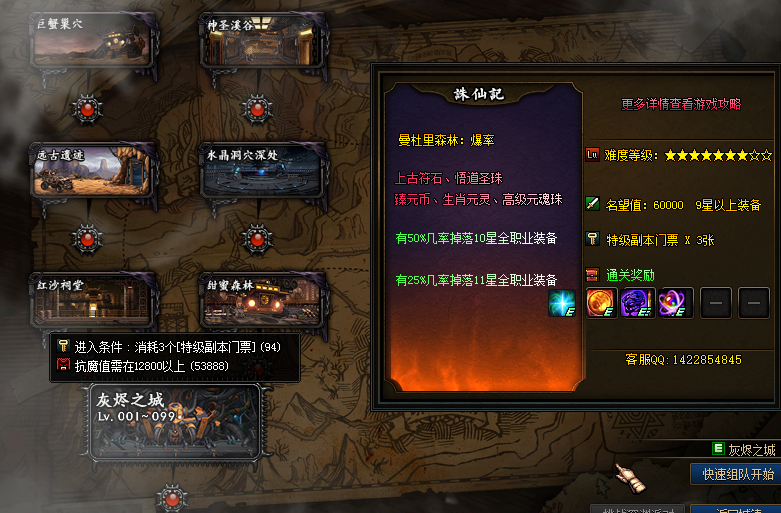 巨蟹巢穴
神圣溪谷
远古遗迹
水晶洞穴深处
红沙祠堂
甜蜜森林
进入条件：消耗3个[特级副本门票] (94)
抗魔值需在12800以上 (53888)
灰烬之城
Lv. 001~099
誅仙記
曼杜里森林：爆率
上古符石、悟道圣珠
臻元币、生肖元灵、高级元魂珠
有50%几率掉落10星全职业装备
有25%几率掉落11星全职业装备
E
更多详情查看游戏攻略
Lv 难度等级：★★★★★★★☆☆
名望值：60000 9星以上装备
特级副本门票 X 3张
通关奖励
E E E
客服QQ:1422854845
E 灰烬之城
快速组队开始